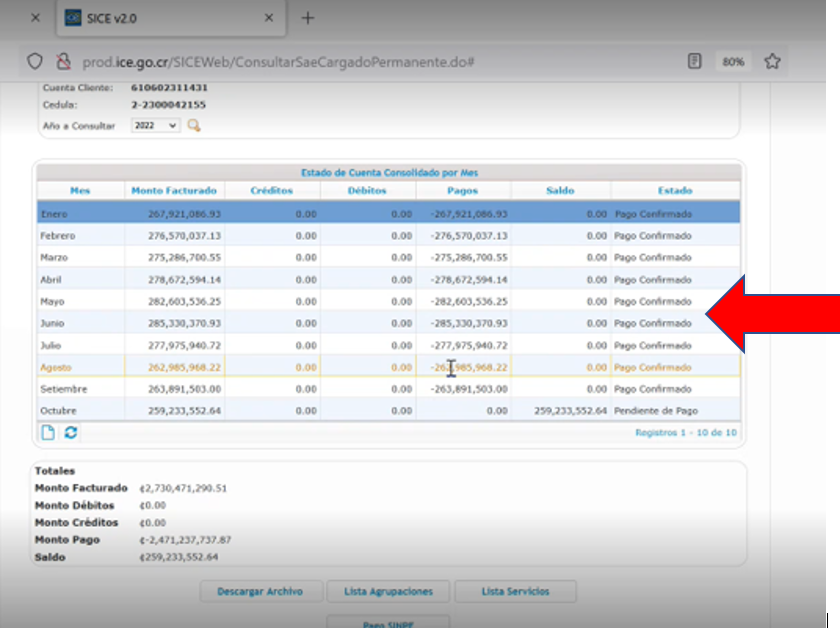 SICE v2.0
prod.ice.go.cr/SICEWeb/ConsultarSaeCargadoPermanente.do# 80%
Cuenta Cliente: 610602311431
Cedula: 2-2300042155
Año a Consultar 2022
Estado de Cuenta Consolidado por Mes
Mes Monto Facturado Créditos Débitos Pagos Saldo Estado
Enero 267,921,086.93 0.00 0.00 -267,921,086.93 0.00 Pago Confirmado
Febrero 276,570,037.13 0.00 0.00 -276,570,037.13 0.00 Pago Confirmado
Marzo 275,286,700.55 0.00 0.00 -275,286,700.55 0.00 Pago Confirmado
Abril 278,672,594.14 0.00 0.00 -278,672,594.14 0.00 Pago Confirmado
Mayo 282,603,536.25 0.00 0.00 -282,603,536.25 0.00 Pago Confirmado
Junio 285,330,370.93 0.00 0.00 -285,330,370.93 0.00 Pago Confirmado
Julio 277,975,940.72 0.00 0.00 -277,975,940.72 0.00 Pago Confirmado
Agosto 262,985,968.22 0.00 0.00 -262,985,968.22 0.00 Pago Confirmado
Setiembre 263,891,503.00 0.00 0.00 -263,891,503.00 0.00 Pago Confirmado
Octubre 259,233,552.64 0.00 0.00 0.00 259,233,552.64 Pendiente de Pago
Registros 1 - 10 de 10
Totales
Monto Facturado ¢2,730,471,290.51
Monto Débitos ¢0.00
Monto Créditos ¢0.00
Monto Pago ¢-2,471,237,737.87
Saldo ¢259,233,552.64
Descargar Archivo Lista Agrupaciones Lista Servicios
Pago SINPE